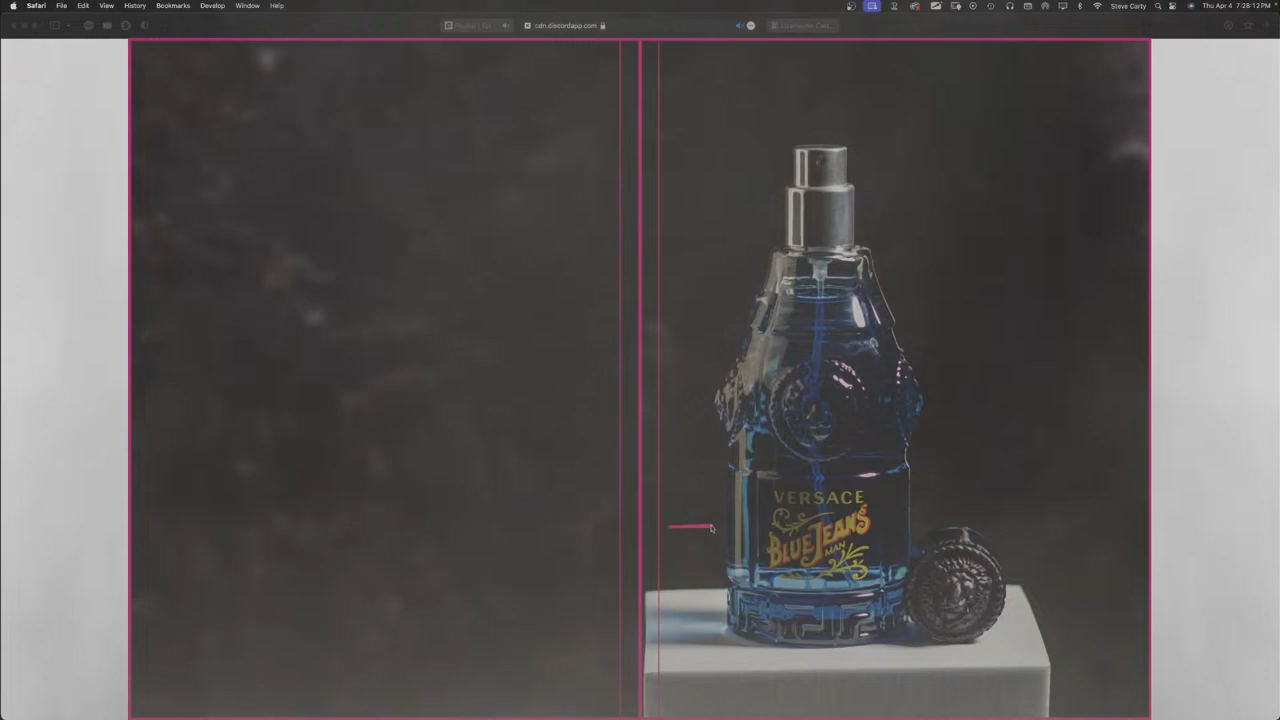 Safari File Edit View History Bookmarks Develop Window Help
Steve Carty Thu Apr 4 7:28:12 PM
cdn.discordapp.com
VERSACE
BLUE JEANS
MAN